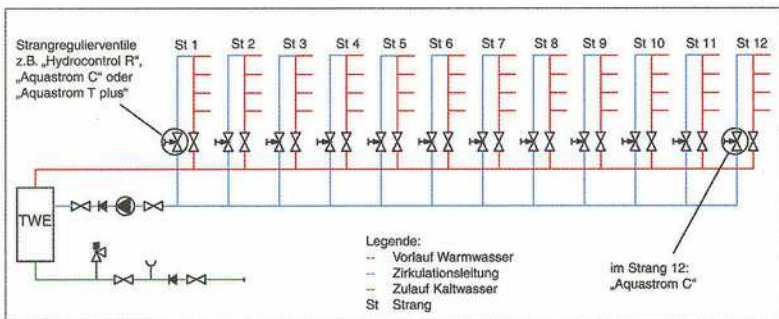 Strangregulierventile
z.B. „Hydrocontrol R“,
„Aquastrom C“ oder
„Aquastrom T plus“
St 1
St 2
St 3
St 4
St 5
St 6
St 7
St 8
St 9
St 10
St 11
St 12
TWE
Legende:
-- Vorlauf Warmwasser
-- Zirkulationsleitung
-- Zulauf Kaltwasser
St Strang
im Strang 12:
„Aquastrom C“